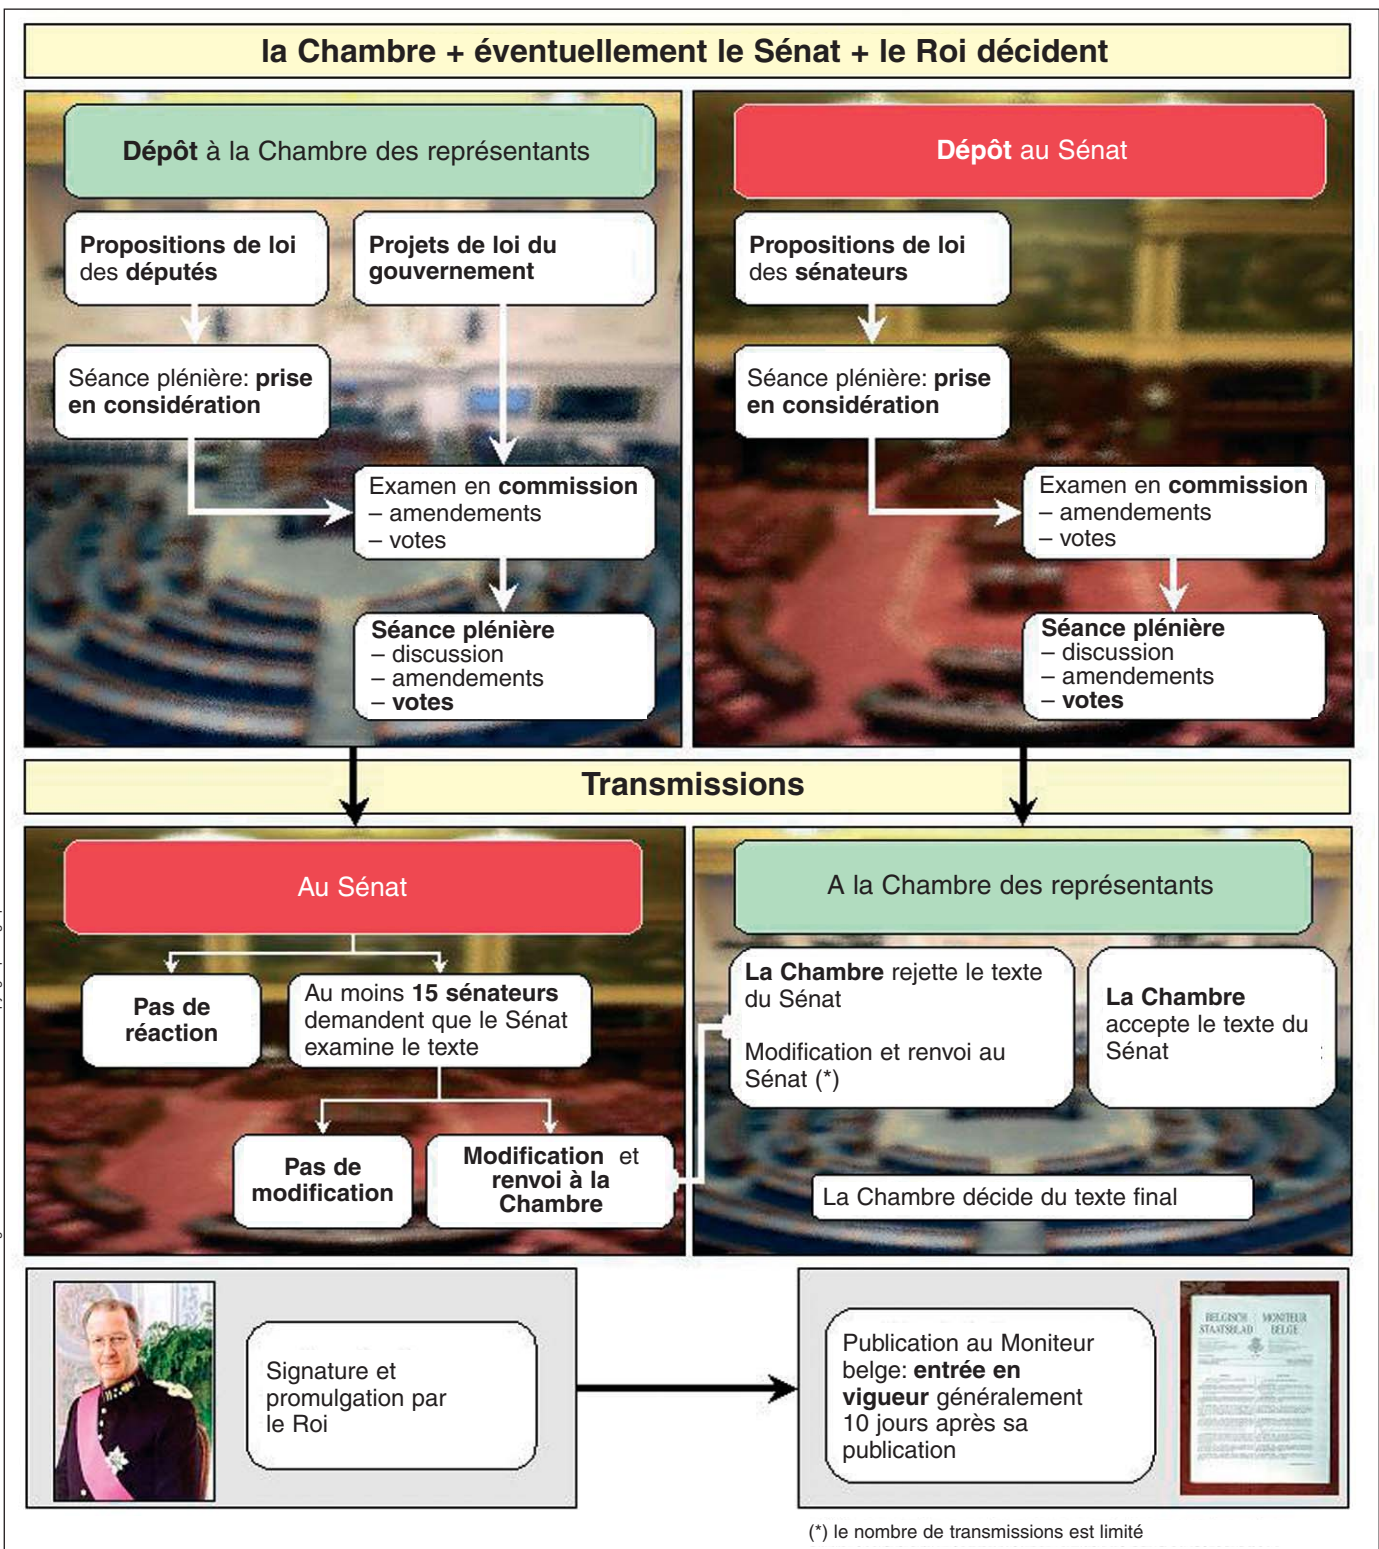 la Chambre + éventuellement le Sénat + le Roi décident
Dépôt à la Chambre des représentants
Propositions de loi
des députés
Projets de loi du
gouvernement
Séance plénière: prise
en considération
Examen en commission
– amendements
– votes
Séance plénière
– discussion
– amendements
– votes
Dépôt au Sénat
Propositions de loi
des sénateurs
Séance plénière: prise
en considération
Examen en commission
– amendements
– votes
Séance plénière
– discussion
– amendements
– votes
Transmissions
Au Sénat
Pas de
réaction
Au moins 15 sénateurs
demandent que le Sénat
examine le texte
Pas de
modification
Modification et
renvoi à la
Chambre
A la Chambre des représentants
La Chambre rejette le texte
du Sénat
Modification et renvoi au
Sénat (*)
La Chambre
accepte le texte du
Sénat
La Chambre décide du texte final
Signature et
promulgation par
le Roi
Publication au Moniteur
belge: entrée en
vigueur généralement
10 jours après sa
publication
BELGISCH MONITEUR
STAATSBLAD BELGE
(*) le nombre de transmissions est limité